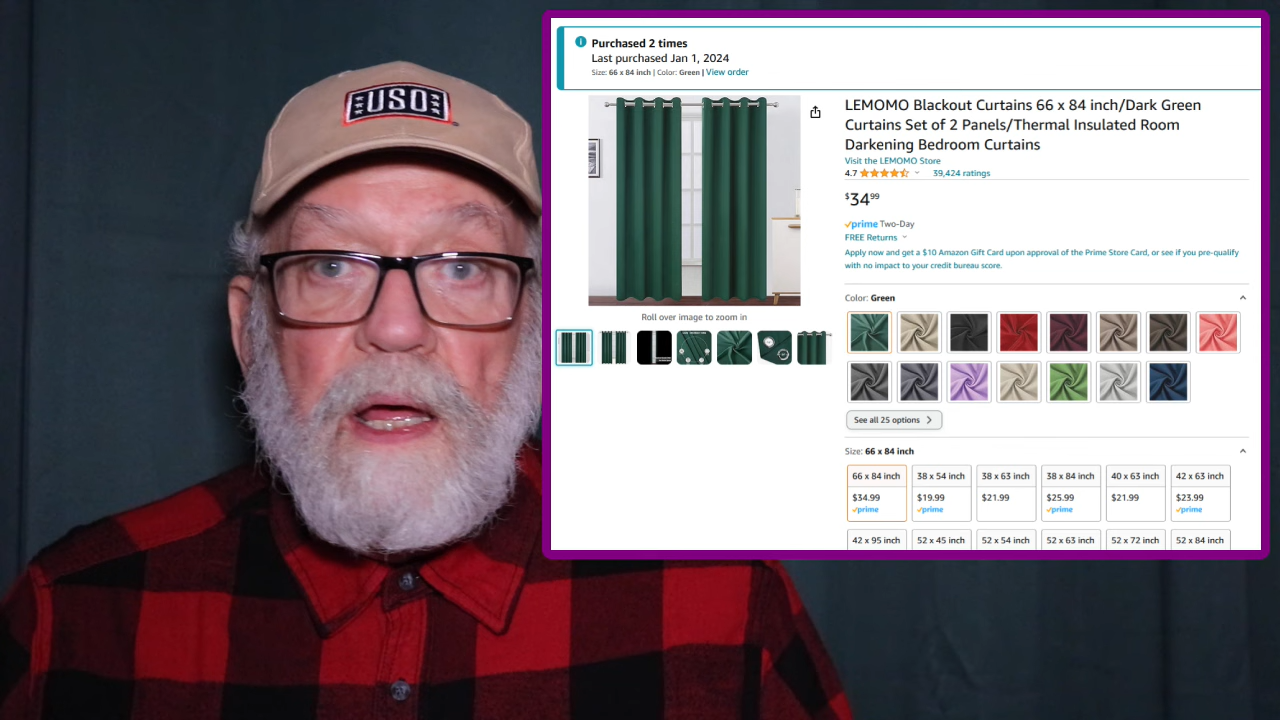 USO
Purchased 2 times
Last purchased Jan 1, 2024
Size: 66 x 84 inch | Color: Green | View order
LEMOMO Blackout Curtains 66 x 84 inch/Dark Green
Curtains Set of 2 Panels/Thermal Insulated Room
Darkening Bedroom Curtains
Visit the LEMOMO Store
4.7 39,424 ratings
$34 99
prime Two-Day
FREE Returns
Apply now and get a $10 Amazon Gift Card upon approval of the Prime Store Card, or see if you pre-qualify
with no impact to your credit bureau score.
Roll over image to zoom in
Color: Green
See all 25 options
Size: 66 x 84 inch
66 x 84 inch 38 x 54 inch 38 x 63 inch 38 x 84 inch 40 x 63 inch 42 x 63 inch
$34.99 $19.99 $21.99 $25.99 $21.99 $23.99
prime prime prime prime
42 x 95 inch 52 x 45 inch 52 x 54 inch 52 x 63 inch 52 x 72 inch 52 x 84 inch